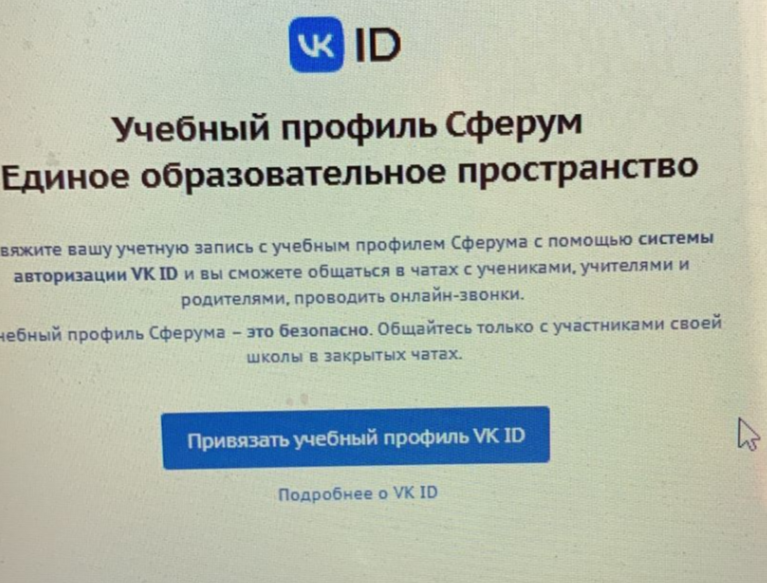 VK ID
Учебный профиль Сферум
Единое образовательное пространство
вяжите вашу учетную запись с учебным профилем Сферума с помощью системы
авторизации VK ID и вы сможете общаться в чатах с учениками, учителями и
родителями, проводить онлайн-звонки.
чебный профиль Сферума – это безопасно. Общайтесь только с участниками своей
школы в закрытых чатах.
Привязать учебный профиль VK ID
Подробнее о VK ID